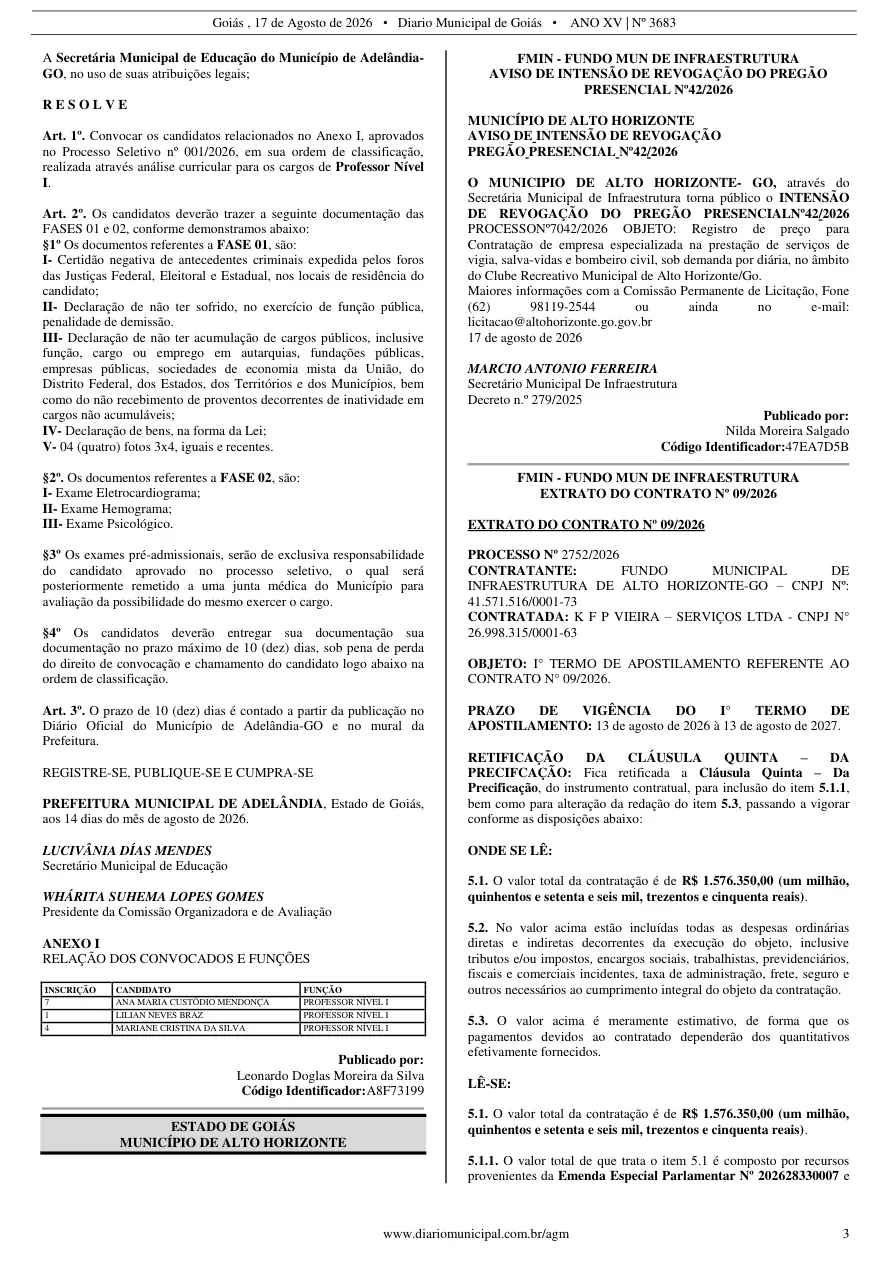 Goiás , 17 de Agosto de 2026 • Diario Municipal de Goiás • ANO XV | Nº 3683
A Secretária Municipal de Educação do Município de Adelândia-
GO, no uso de suas atribuições legais;
R E S O L V E
Art. 1º. Convocar os candidatos relacionados no Anexo I, aprovados
no Processo Seletivo nº 001/2026, em sua ordem de classificação,
realizada através análise curricular para os cargos de Professor Nível
I.
Art. 2º. Os candidatos deverão trazer a seguinte documentação das
FASES 01 e 02, conforme demonstramos abaixo:
§1º Os documentos referentes a FASE 01, são:
I- Certidão negativa de antecedentes criminais expedida pelos foros
das Justiças Federal, Eleitoral e Estadual, nos locais de residência do
candidato;
II- Declaração de não ter sofrido, no exercício de função pública,
penalidade de demissão.
III- Declaração de não ter acumulação de cargos públicos, inclusive
função, cargo ou emprego em autarquias, fundações públicas,
empresas públicas, sociedades de economia mista da União, do
Distrito Federal, dos Estados, dos Territórios e dos Municípios, bem
como do não recebimento de proventos decorrentes de inatividade em
cargos não acumuláveis;
IV- Declaração de bens, na forma da Lei;
V- 04 (quatro) fotos 3x4, iguais e recentes.
§2º. Os documentos referentes a FASE 02, são:
I- Exame Eletrocardiograma;
II- Exame Hemograma;
III- Exame Psicológico.
§3º Os exames pré-admissionais, serão de exclusiva responsabilidade
do candidato aprovado no processo seletivo, o qual será
posteriormente remetido a uma junta médica do Município para
avaliação da possibilidade do mesmo exercer o cargo.
§4º Os candidatos deverão entregar sua documentação sua
documentação no prazo máximo de 10 (dez) dias, sob pena de perda
do direito de convocação e chamamento do candidato logo abaixo na
ordem de classificação.
Art. 3º. O prazo de 10 (dez) dias é contado a partir da publicação no
Diário Oficial do Município de Adelândia-GO e no mural da
Prefeitura.
REGISTRE-SE, PUBLIQUE-SE E CUMPRA-SE
PREFEITURA MUNICIPAL DE ADELÂNDIA, Estado de Goiás,
aos 14 dias do mês de agosto de 2026.
LUCIVÂNIA DÍAS MENDES
Secretário Municipal de Educação
WHÁRITA SUHEMA LOPES GOMES
Presidente da Comissão Organizadora e de Avaliação
ANEXO I
RELAÇÃO DOS CONVOCADOS E FUNÇÕES
INSCRIÇÃO CANDIDATO FUNÇÃO
7 ANA MARIA CUSTÓDIO MENDONÇA PROFESSOR NÍVEL I
1 LILIAN NEVES BRAZ PROFESSOR NÍVEL I
4 MARIANE CRISTINA DA SILVA PROFESSOR NÍVEL I
Publicado por:
Leonardo Doglas Moreira da Silva
Código Identificador:A8F73199
ESTADO DE GOIÁS
MUNICÍPIO DE ALTO HORIZONTE
FMIN - FUNDO MUN DE INFRAESTRUTURA
AVISO DE INTENSÃO DE REVOGAÇÃO DO PREGÃO
PRESENCIAL Nº42/2026
MUNICÍPIO DE ALTO HORIZONTE
AVISO DE INTENSÃO DE REVOGAÇÃO
PREGÃO PRESENCIAL Nº42/2026
O MUNICIPIO DE ALTO HORIZONTE- GO, através do
Secretária Municipal de Infraestrutura torna público o INTENSÃO
DE REVOGAÇÃO DO PREGÃO PRESENCIALNº42/2026
PROCESSONº7042/2026 OBJETO: Registro de preço para
Contratação de empresa especializada na prestação de serviços de
vigia, salva-vidas e bombeiro civil, sob demanda por diária, no âmbito
do Clube Recreativo Municipal de Alto Horizonte/Go.
Maiores informações com a Comissão Permanente de Licitação, Fone
(62) 98119-2544 ou ainda no e-mail:
licitacao@altohorizonte.go.gov.br
17 de agosto de 2026
MARCIO ANTONIO FERREIRA
Secretário Municipal De Infraestrutura
Decreto n.º 279/2025
Publicado por:
Nilda Moreira Salgado
Código Identificador:47EA7D5B
FMIN - FUNDO MUN DE INFRAESTRUTURA
EXTRATO DO CONTRATO Nº 09/2026
EXTRATO DO CONTRATO Nº 09/2026
PROCESSO Nº 2752/2026
CONTRATANTE: FUNDO MUNICIPAL DE
INFRAESTRUTURA DE ALTO HORIZONTE-GO – CNPJ Nº:
41.571.516/0001-73
CONTRATADA: K F P VIEIRA – SERVIÇOS LTDA - CNPJ N°
26.998.315/0001-63
OBJETO: I° TERMO DE APOSTILAMENTO REFERENTE AO
CONTRATO N° 09/2026.
PRAZO DE VIGÊNCIA DO I° TERMO DE
APOSTILAMENTO: 13 de agosto de 2026 à 13 de agosto de 2027.
RETIFICAÇÃO DA CLÁUSULA QUINTA – DA
PRECIFCAÇÃO: Fica retificada a Cláusula Quinta – Da
Precificação, do instrumento contratual, para inclusão do item 5.1.1,
bem como para alteração da redação do item 5.3, passando a vigorar
conforme as disposições abaixo:
ONDE SE LÊ:
5.1. O valor total da contratação é de R$ 1.576.350,00 (um milhão,
quinhentos e setenta e seis mil, trezentos e cinquenta reais).
5.2. No valor acima estão incluídas todas as despesas ordinárias
diretas e indiretas decorrentes da execução do objeto, inclusive
tributos e/ou impostos, encargos sociais, trabalhistas, previdenciários,
fiscais e comerciais incidentes, taxa de administração, frete, seguro e
outros necessários ao cumprimento integral do objeto da contratação.
5.3. O valor acima é meramente estimativo, de forma que os
pagamentos devidos ao contratado dependerão dos quantitativos
efetivamente fornecidos.
LÊ-SE:
5.1. O valor total da contratação é de R$ 1.576.350,00 (um milhão,
quinhentos e setenta e seis mil, trezentos e cinquenta reais).
5.1.1. O valor total de que trata o item 5.1 é composto por recursos
provenientes da Emenda Especial Parlamentar Nº 202628330007 e
www.diariomunicipal.com.br/agm 3